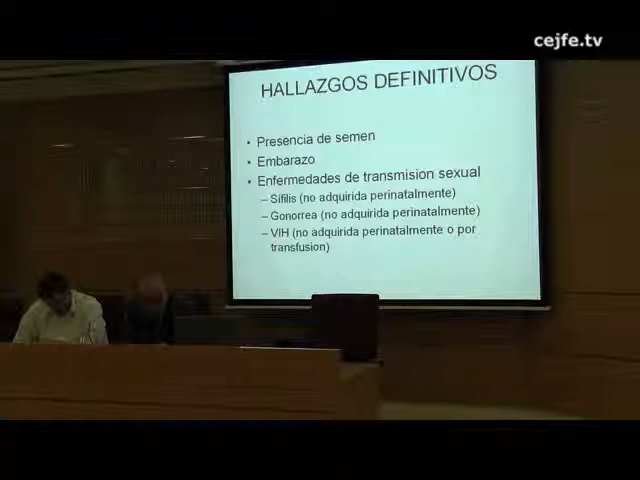 cejfe.tv
HALLAZGOS DEFINITIVOS
• Presencia de semen
• Embarazo
• Enfermedades de transmision sexual
– Sífilis (no adquirida perinatalmente)
– Gonorrea (no adquirida perinatalmente)
– VIH (no adquirida perinatalmente o por
transfusion)